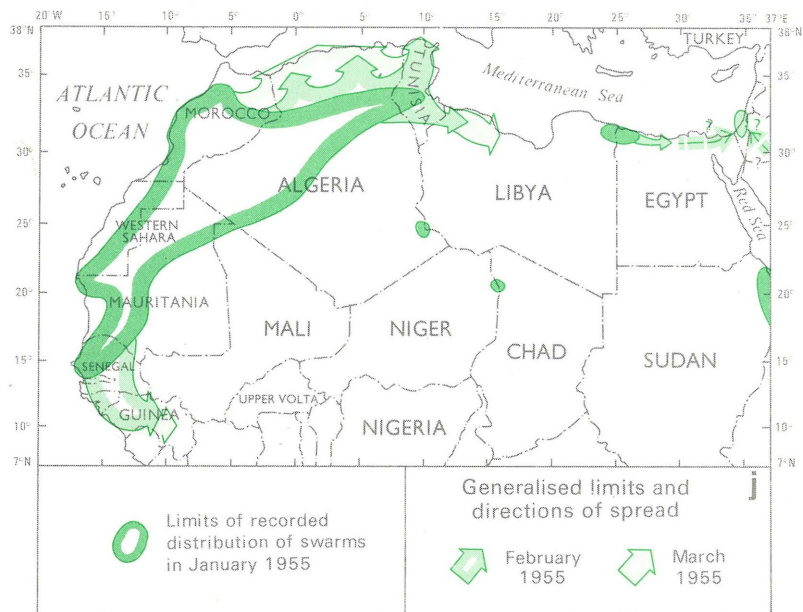 20°W 15° 10° 5° 0° 5° 10° 15° 20° 25° 30° 35° 37°E
38°N 38°N
TURKEY
35° 35°
Mediterranean Sea
TUNISIA
ATLANTIC
OCEAN
MOROCCO
? ?
30° 30°
?
ALGERIA
LIBYA
EGYPT
Red Sea
WESTERN
SAHARA
25° 25°
20° 20°
MAURITANIA
MALI
NIGER
CHAD
SUDAN
15° 15°
SENEGAL
UPPER VOLTA
GUINEA
NIGERIA
10° 10°
7°N 7°N
Limits of recorded
distribution of swarms
in January 1955
j
Generalised limits and
directions of spread
February
1955
March
1955